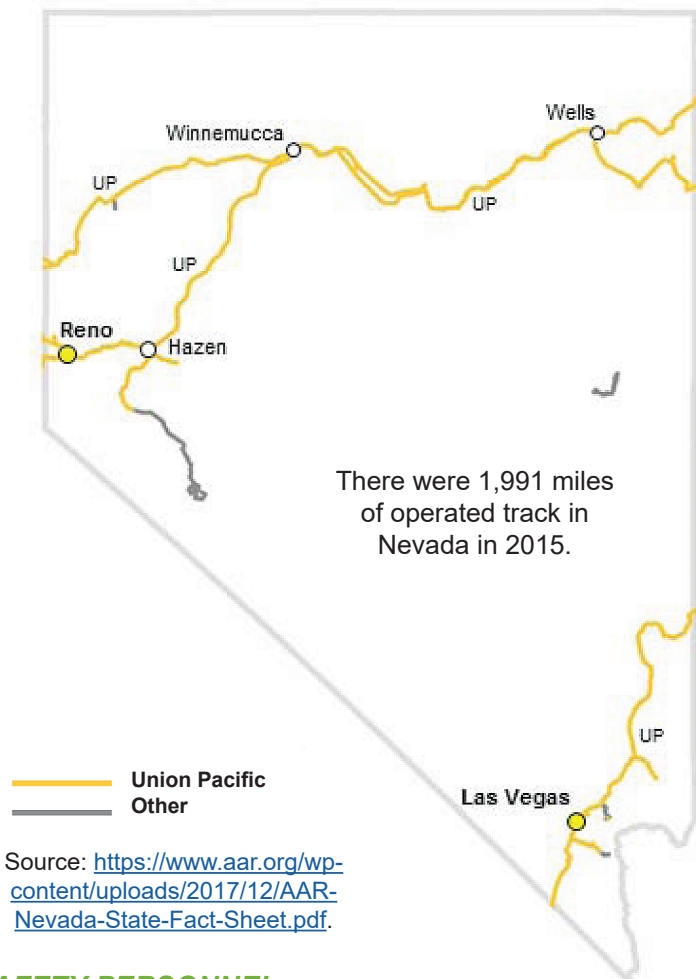 Wells
Winnemucca
UP
UP
UP
Reno
Hazen
There were 1,991 miles
of operated track in
Nevada in 2015.
UP
Union Pacific
Other
Las Vegas
Source: https://www.aar.org/wp-
content/uploads/2017/12/AAR-
Nevada-State-Fact-Sheet.pdf.